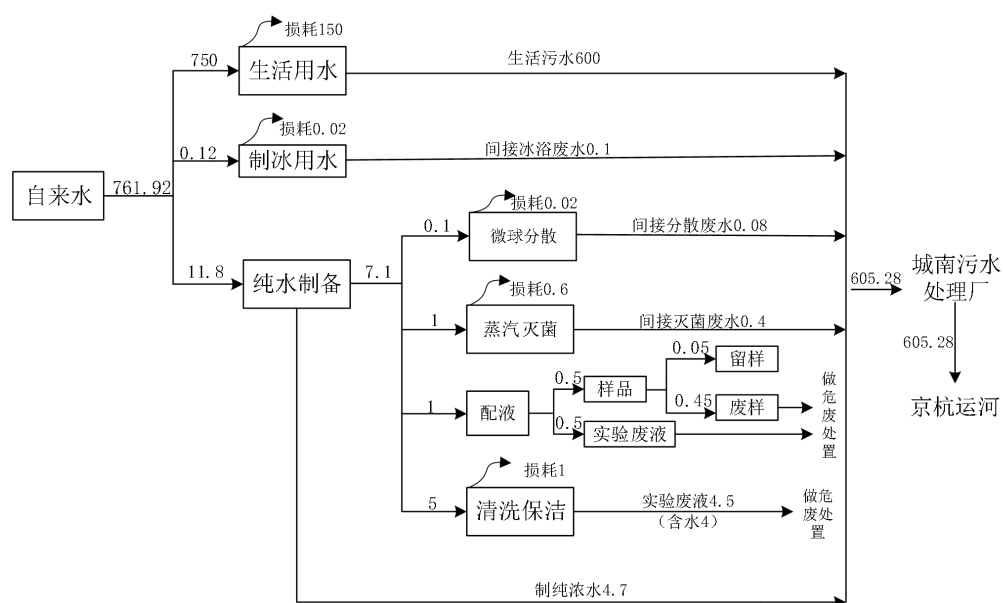 损耗150
750
生活用水
生活污水600
损耗0.02
0.12
制冰用水
间接冰浴废水0.1
自来水
761.92
损耗0.02
0.1
微球分散
间接分散废水0.08
11.8
纯水制备
7.1
损耗0.6
1
蒸汽灭菌
间接灭菌废水0.4
605.28
城南污水
处理厂
605.28
京杭运河
1
配液
0.5
样品
0.05
留样
0.45
废样
0.5
实验废液
做危废处置
损耗1
5
清洗保洁
实验废液4.5
（含水4）
做危
废处
置
制纯浓水4.7